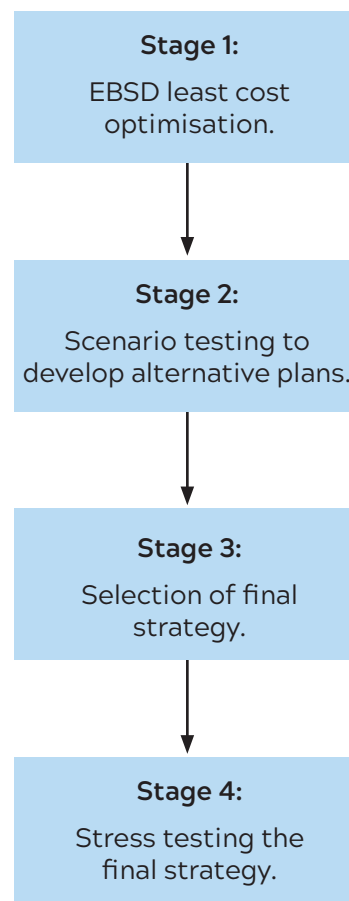 Stage 1:
EBSD least cost
optimisation.
Stage 2:
Scenario testing to
develop alternative plans.
Stage 3:
Selection of final
strategy.
Stage 4:
Stress testing the
final strategy.